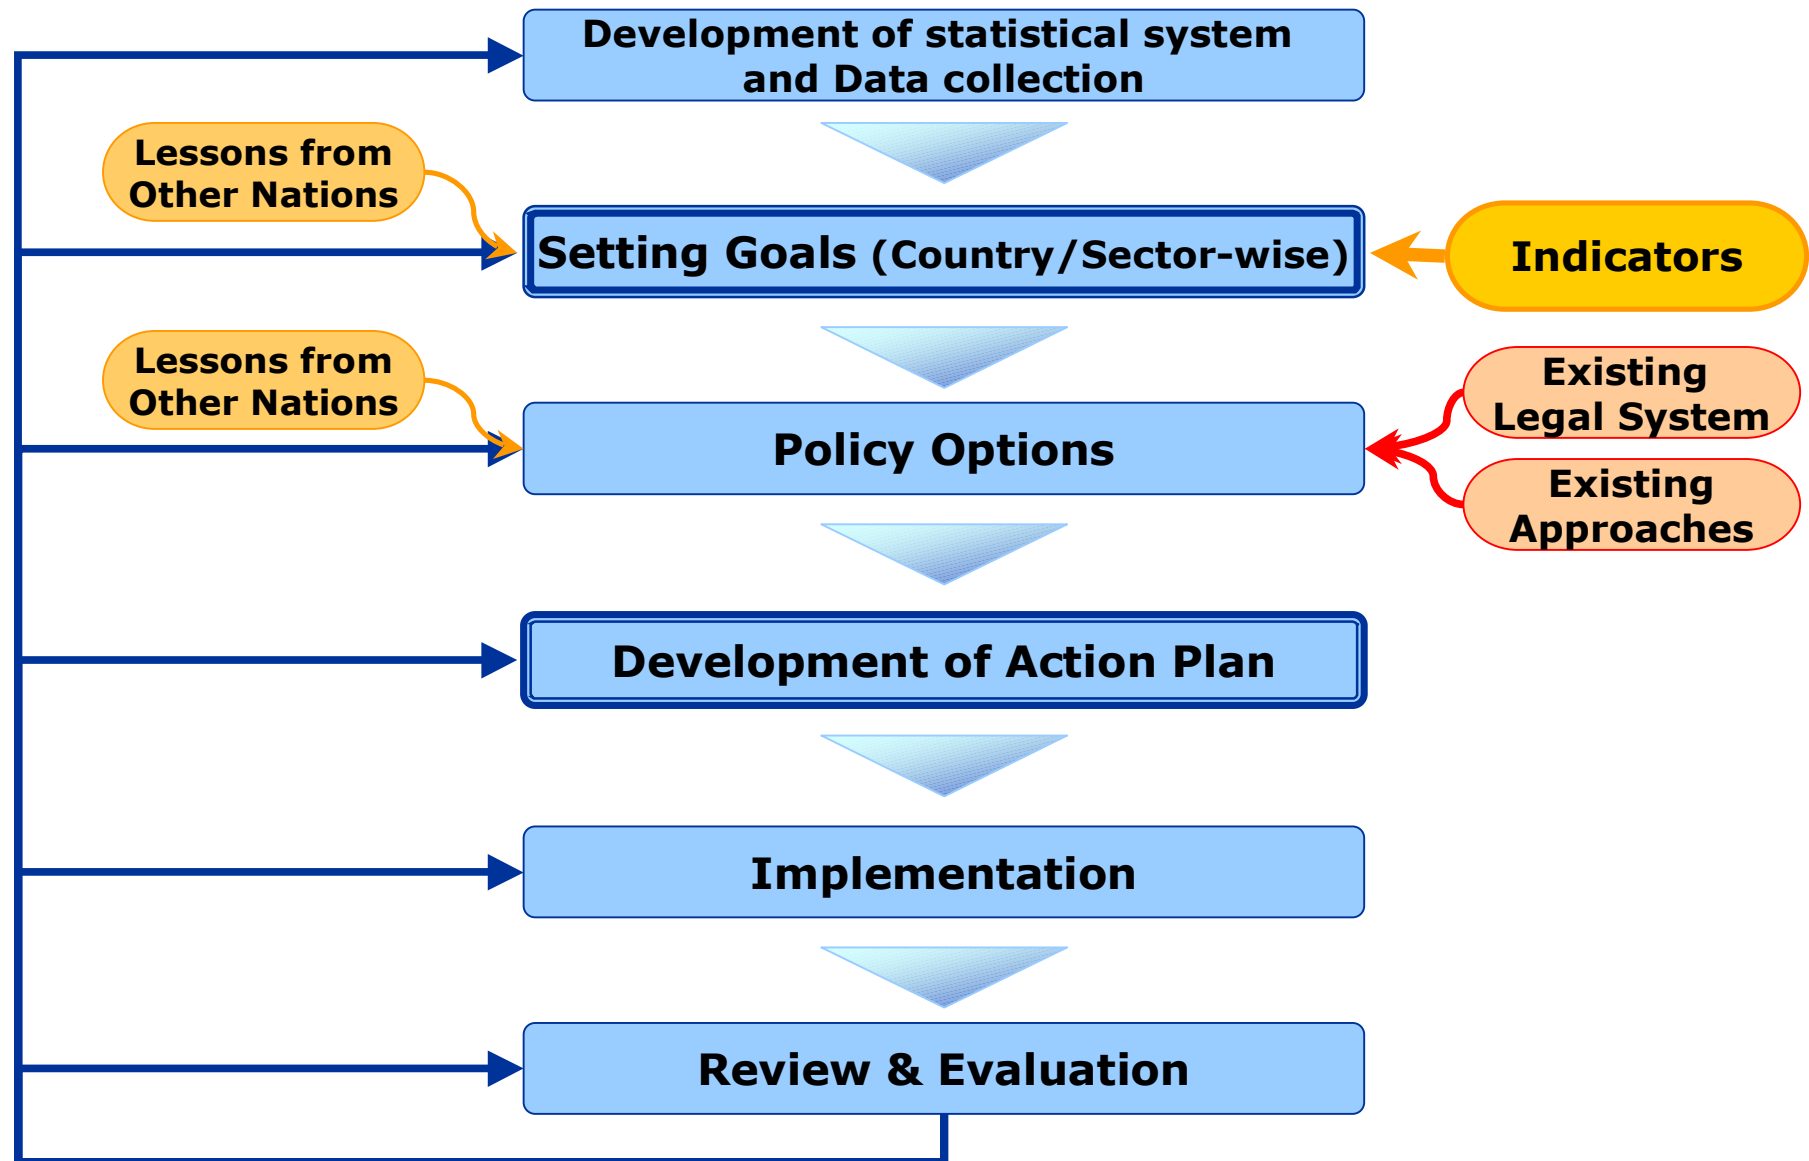 Development of statistical system
and Data collection
Lessons from
Other Nations
Setting Goals (Country/Sector-wise)
Indicators
Lessons from
Other Nations
Policy Options
Existing
Legal System
Existing
Approaches
Development of Action Plan
Implementation
Review & Evaluation